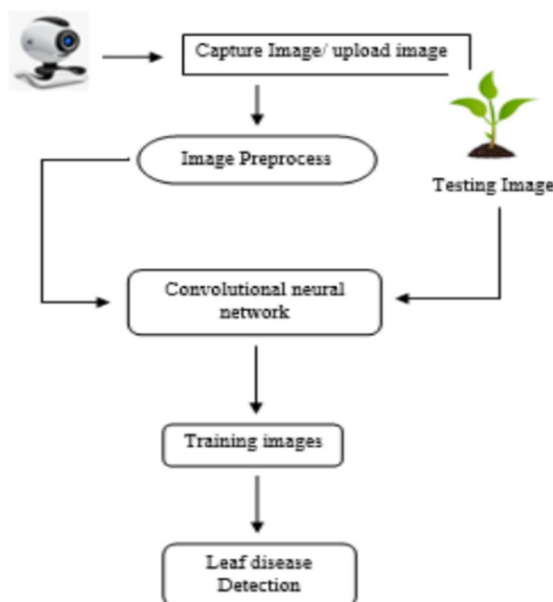 Capture Image/ upload image
Image Preprocess
Testing Image
Convolutional neural
network
Training images
Leaf disease
Detection